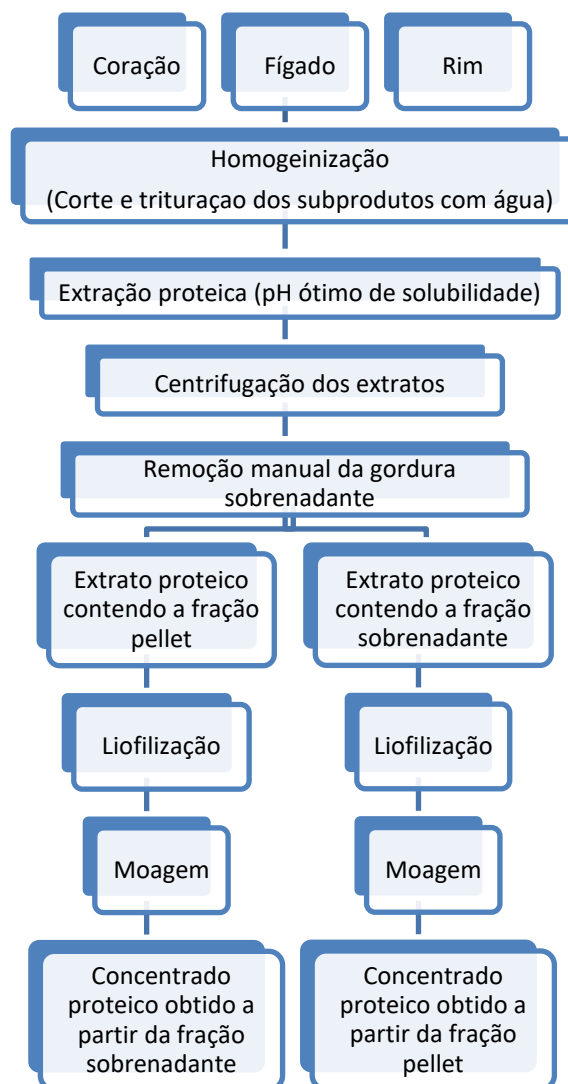 Coração
Fígado
Rim
Homogeinização
(Corte e trituraçao dos subprodutos com água)
Extração proteica (pH ótimo de solubilidade)
Centrifugação dos extratos
Remoção manual da gordura
sobrenadante
Extrato proteico
contendo a fração
pellet
Extrato proteico
contendo a fração
sobrenadante
Liofilização
Liofilização
Moagem
Moagem
Concentrado
proteico obtido a
partir da fração
sobrenadante
Concentrado
proteico obtido a
partir da fração
pellet